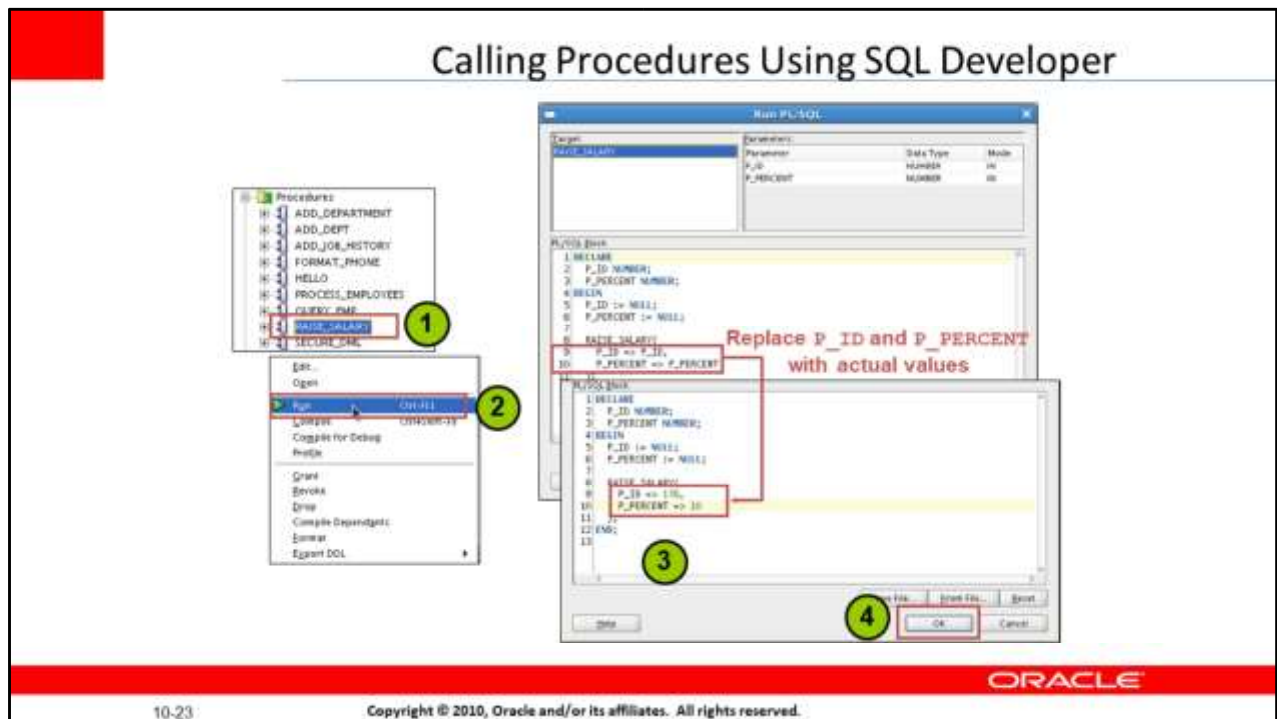 Calling Procedures Using SQL Developer
Procedures
ADD_DEPARTMENT
ADD_DEPT
ADD_JOB_HISTORY
FORMAT_PHONE
HELLO
PROCESS_EMPLOYEES
QUERY_EMP
RAISE_SALARY
SECURE_DML
1
Edit...
Open
Run Ctrl-F11
Compile
Compile for Debug
Profile
Grant
Revoke
Drop
Compile Dependants
Format
Export DDL
2
Run PL/SQL
Target:
RAISE_SALARY
Parameters:
Parameter Data Type Mode
P_ID NUMBER IN
P_PERCENT NUMBER IN
PL/SQL Block
1 DECLARE
2 P_ID NUMBER;
3 P_PERCENT NUMBER;
4 BEGIN
5 P_ID := NULL;
6 P_PERCENT := NULL;
7
8 RAISE_SALARY(
9 P_ID => P_ID,
10 P_PERCENT => P_PERCENT
11 );
Replace P_ID and P_PERCENT
with actual values
PL/SQL Block
1 DECLARE
2 P_ID NUMBER;
3 P_PERCENT NUMBER;
4 BEGIN
5 P_ID := NULL;
6 P_PERCENT := NULL;
7
8 RAISE_SALARY(
9 P_ID => 176,
10 P_PERCENT => 10
11 );
12 END;
13
3
File... From File... Reset
Help
4
OK
Cancel
ORACLE
10-23
Copyright © 2010, Oracle and/or its affiliates. All rights reserved.